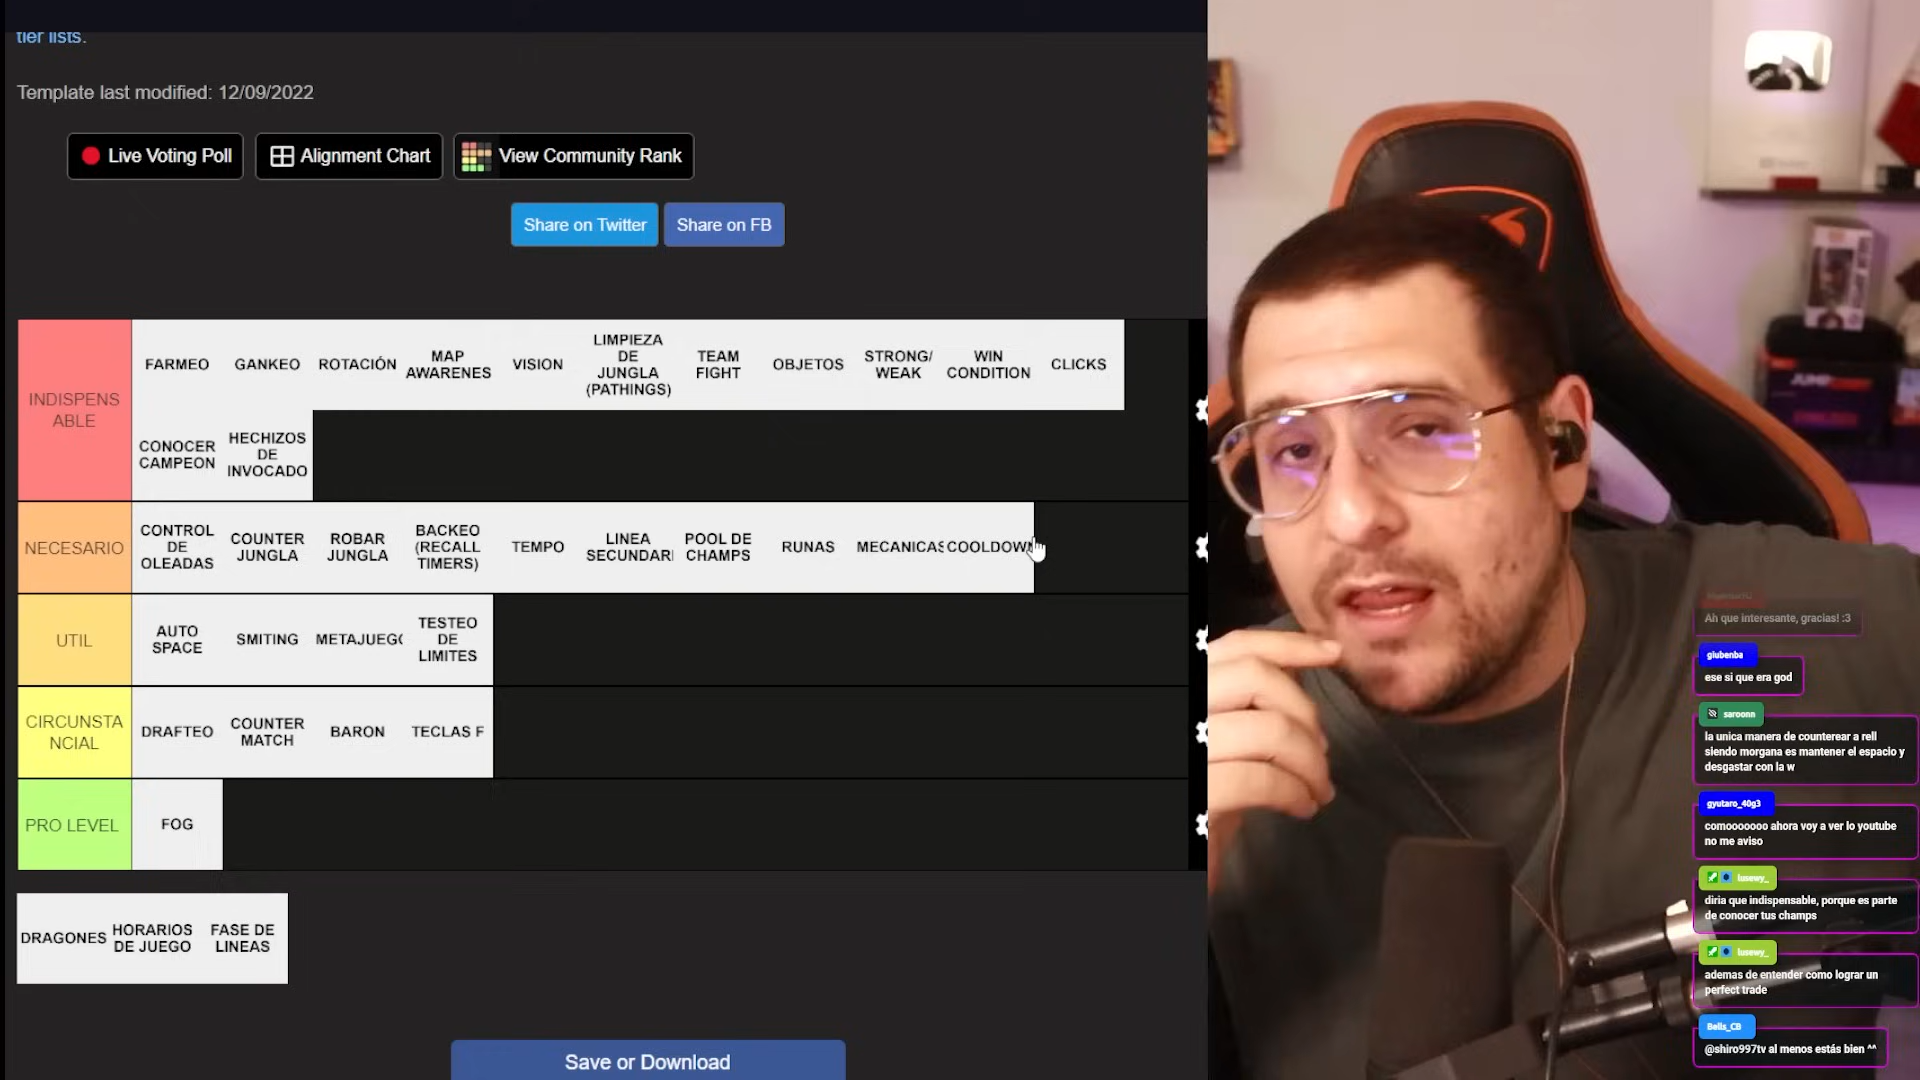 tier lists.
Template last modified: 12/09/2022
Live Voting Poll
Alignment Chart
View Community Rank
Share on Twitter
Share on FB
INDISPENS
ABLE
FARMEO
GANKEO
ROTACIÓN
MAP
AWARENES
VISION
LIMPIEZA
DE
JUNGLA
(PATHINGS)
TEAM
FIGHT
OBJETOS
STRONG/
WEAK
WIN
CONDITION
CLICKS
CONOCER
CAMPEON
HECHIZOS
DE
INVOCADO
NECESARIO
CONTROL
DE
OLEADAS
COUNTER
JUNGLA
ROBAR
JUNGLA
BACKEO
(RECALL
TIMERS)
TEMPO
LINEA
SECUNDARI
POOL DE
CHAMPS
RUNAS
MECANICAS
COOLDOWN
UTIL
AUTO
SPACE
SMITING
METAJUEGO
TESTEO
DE
LIMITES
CIRCUNSTA
NCIAL
DRAFTEO
COUNTER
MATCH
BARON
TECLAS F
PRO LEVEL
FOG
DRAGONES
HORARIOS
DE JUEGO
FASE DE
LINEAS
Save or Download
Ah que interesante, gracias! :3
giubenba
ese si que era god
saroonn
la unica manera de counterear a rell
siendo morgana es mantener el espacio y
desgastar con la w
gyutaro_40g3
comooooooo ahora voy a ver lo youtube
no me aviso
lusewy_
diria que indispensable, porque es parte
de conocer tus champs
lusewy_
ademas de entender como lograr un
perfect trade
Bells_CB
@shiro997tv al menos estás bien ^^